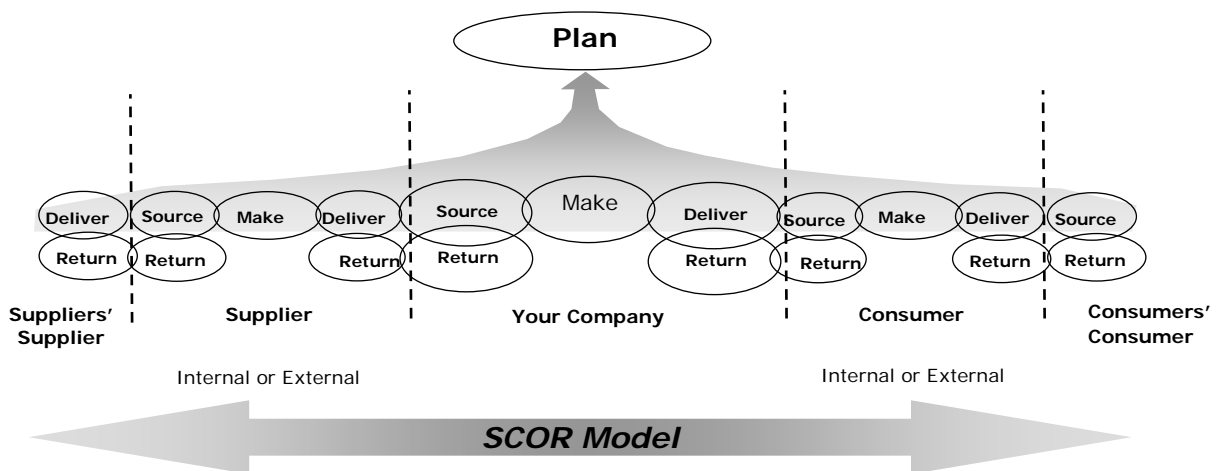 Plan
Deliver Source Make Deliver Source Make Deliver Source Make Deliver Source
Return Return Return Return Return Return Return Return
Suppliers' Supplier Your Company Consumer Consumers'
Supplier Consumer
Internal or External Internal or External
SCOR Model